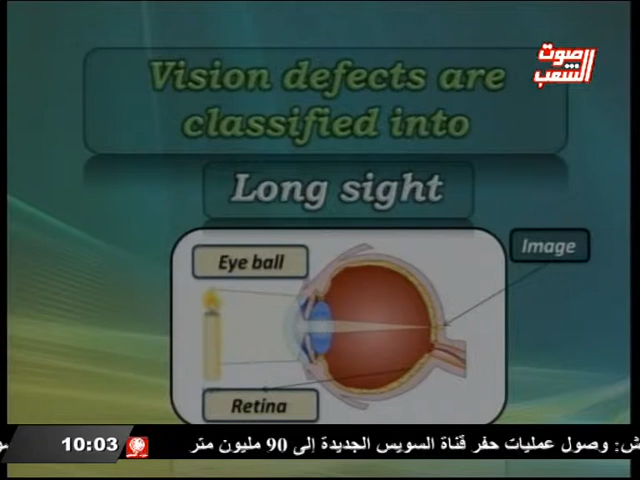 صوت
الشعب
Vision defects are
classified into
Long sight
Image
Eye ball
Retina
10:03
وصول عمليات حفر قناة السويس الجديدة إلى 90 مليون متر